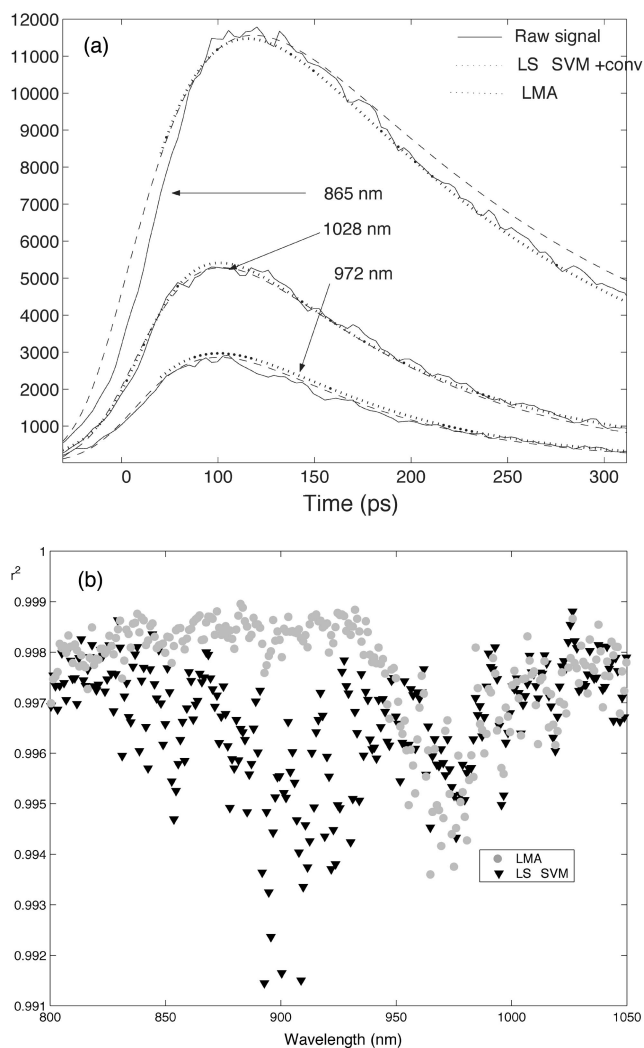 12000
(a)
Raw signal
11000
LS SVM +conv
10000
LMA
9000
8000
7000
865 nm
6000
1028 nm
5000
972 nm
4000
3000
2000
1000
0 100 150 200 250 300
Time (ps)
1
r²
(b)
0.999
0.998
0.997
0.996
0.995
0.994
LMA
LS SVM
0.993
0.992
0.991
800 850 900 950 1000 1050
Wavelength (nm)